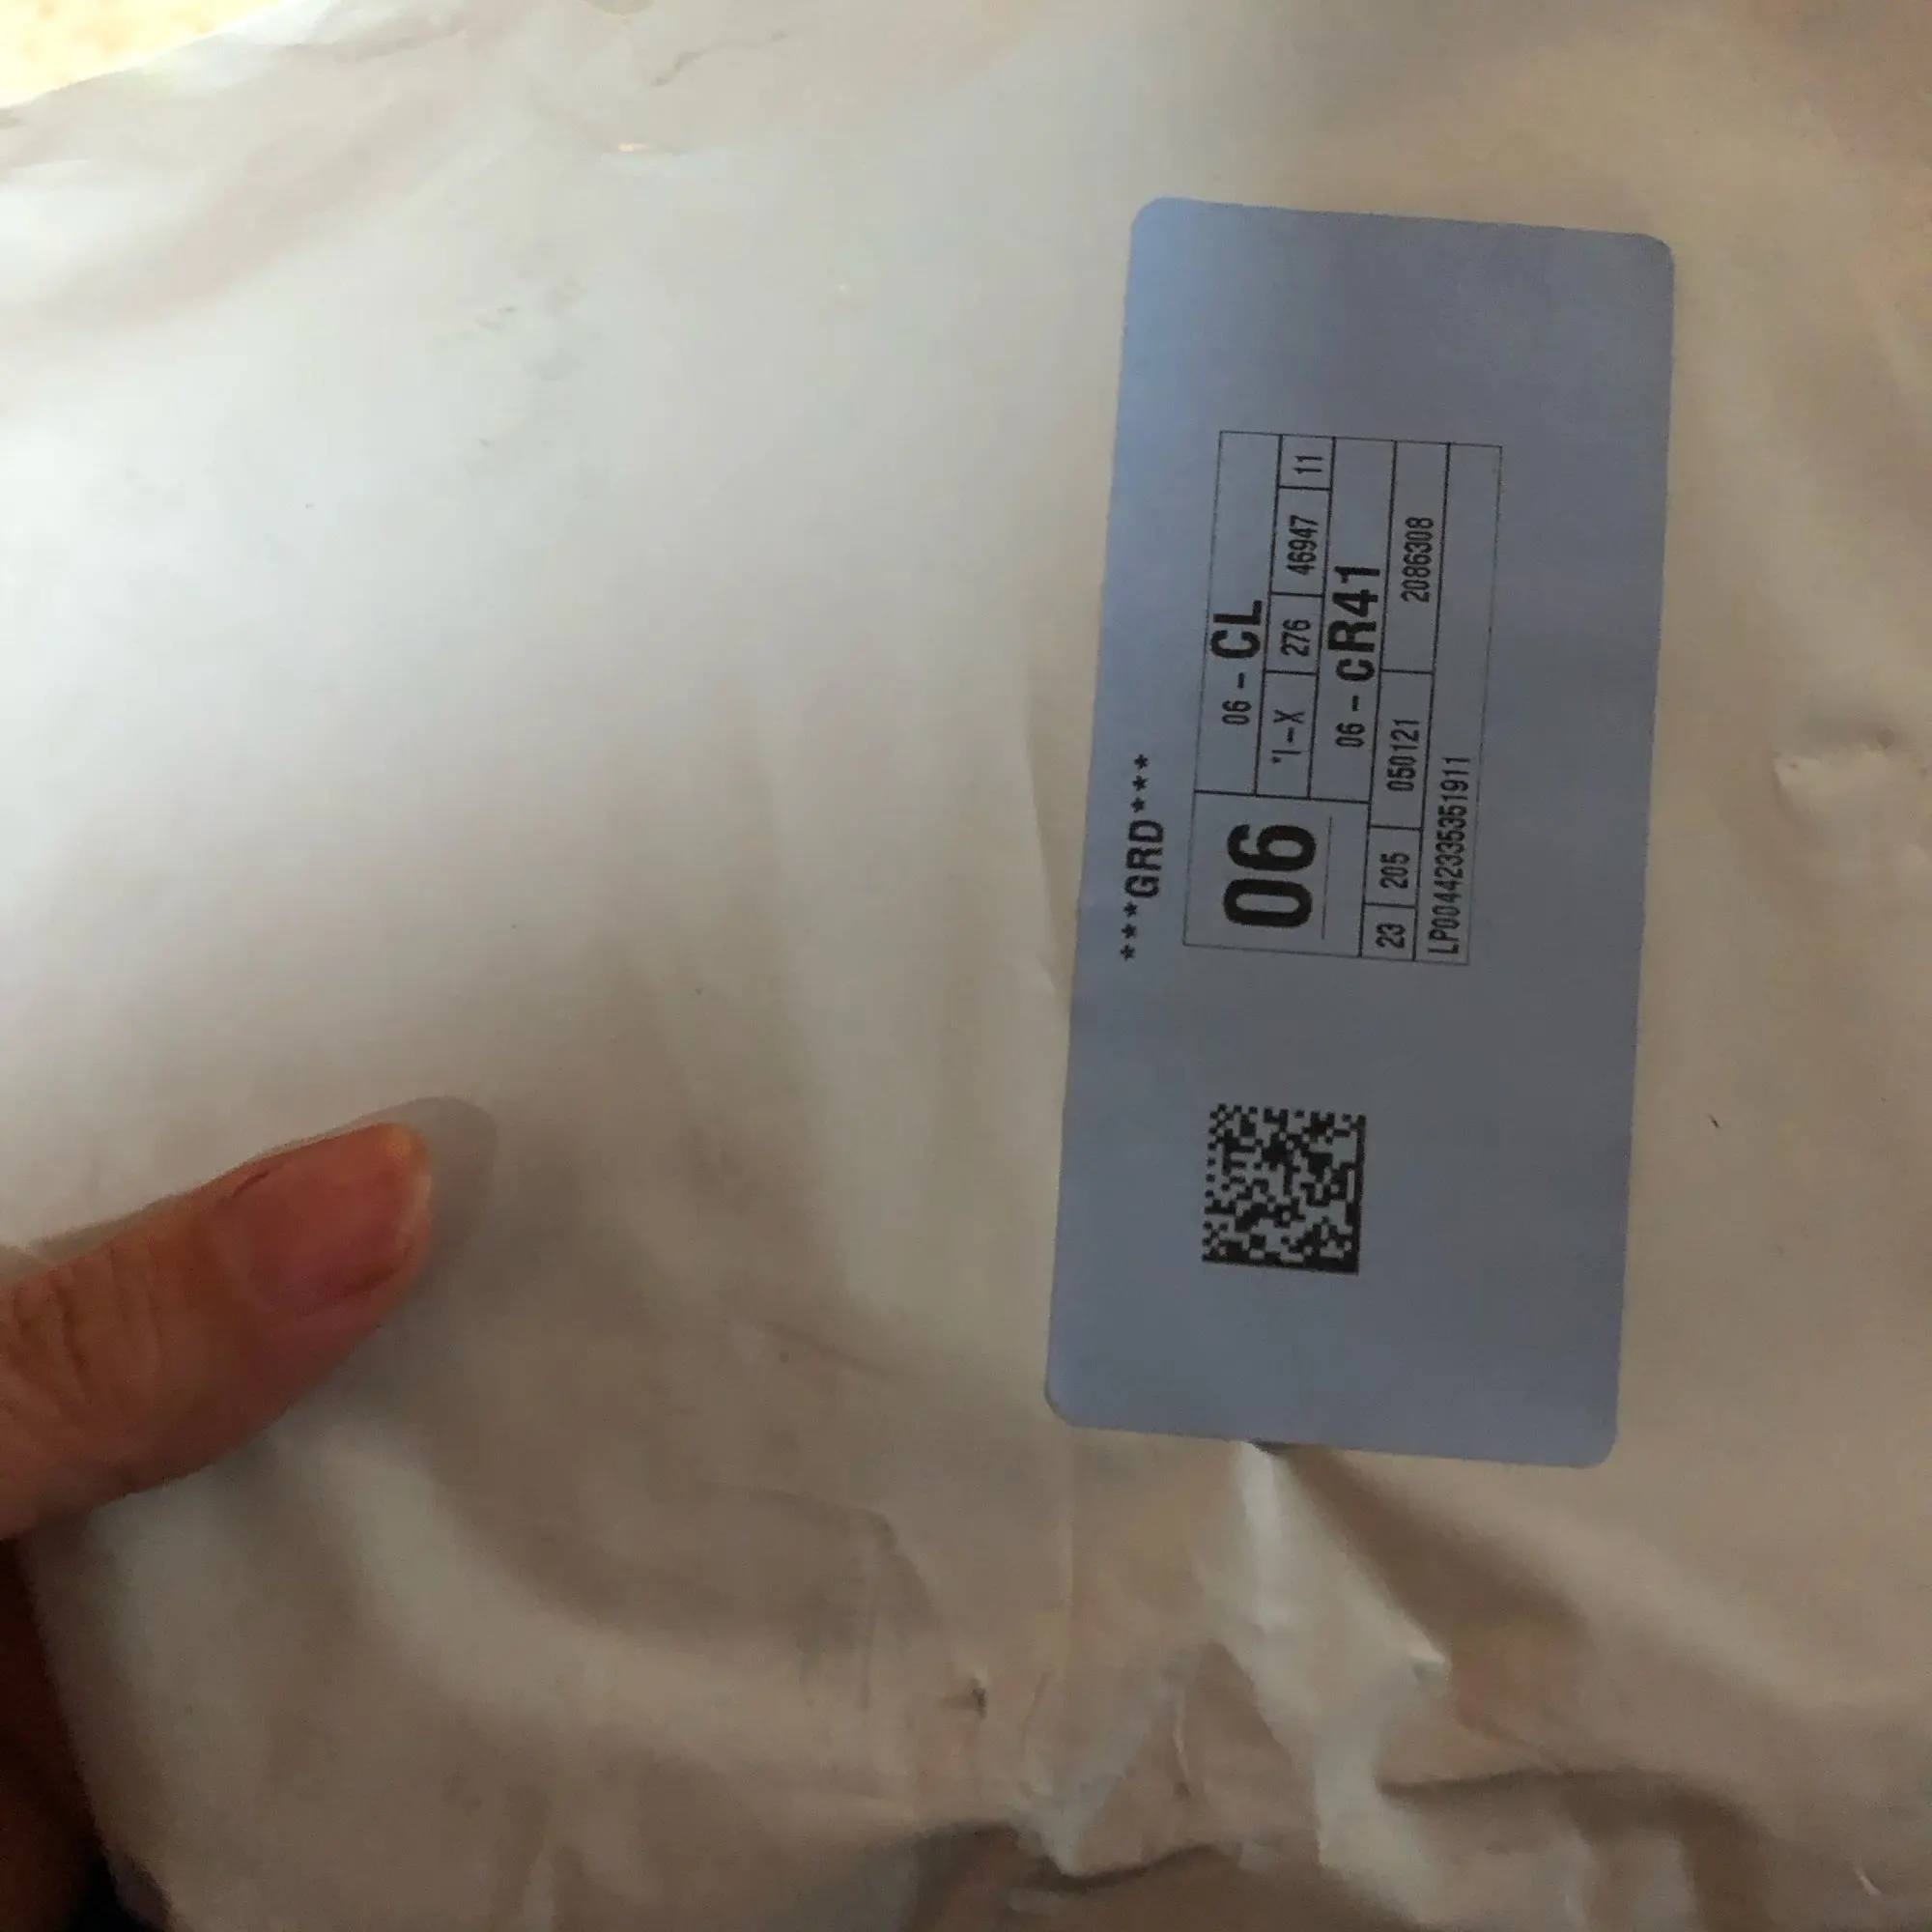 ***GRD***
06
06 - CL
*I-X 276 46947 11
06 - cR41
23 205 050121 2086308
LP00442335351911